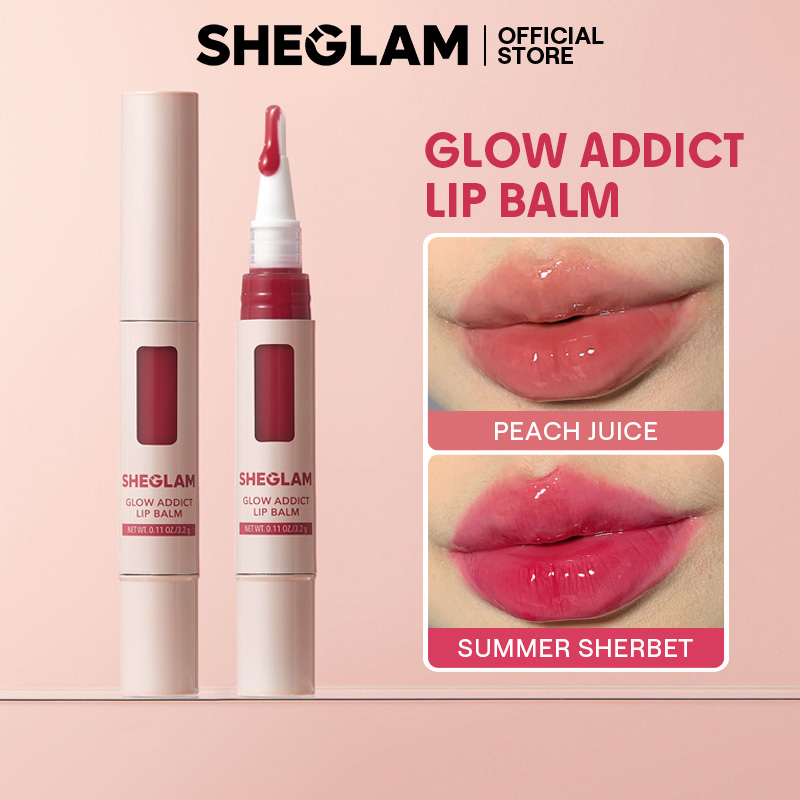 SHEGLAM
OFFICIAL
STORE
GLOW ADDICT
LIP BALM
PEACH JUICE
SUMMER SHERBET
SHEGLAM
GLOW ADDICT
LIP BALM
NET WT. 0.11 OZ./3.2 g
SHEGLAM
GLOW ADDICT
LIP BALM
NET WT. 0.11 OZ./3.2 g